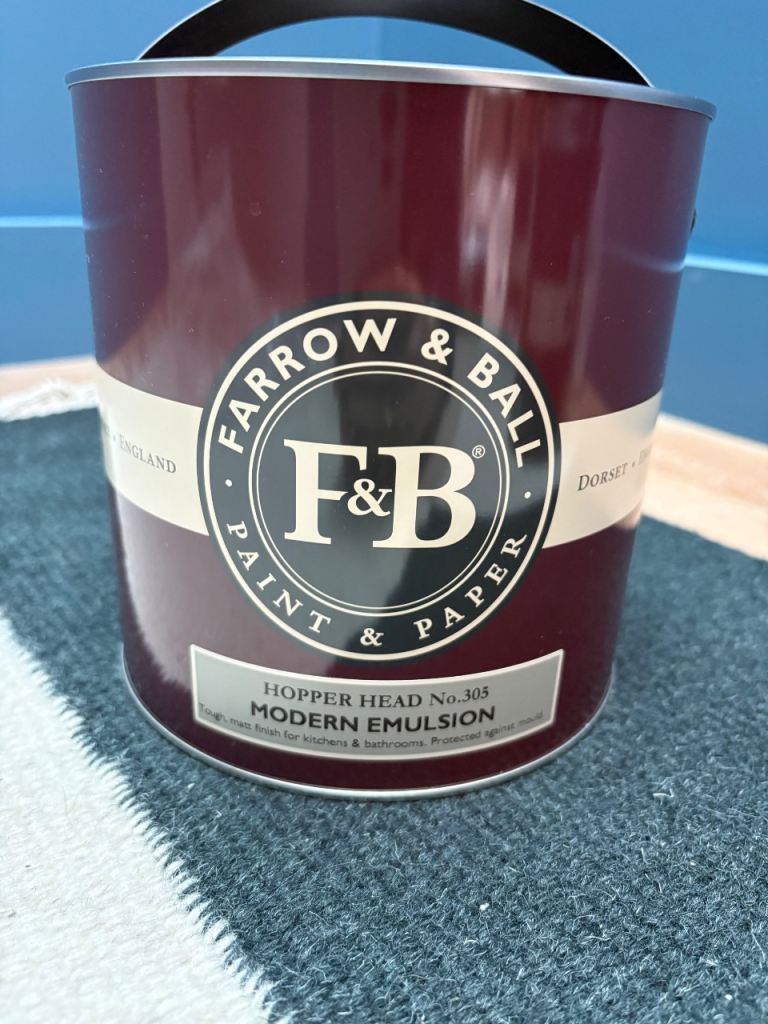 FARROW & BALL
F&B®
PAINT & PAPER
• ENGLAND
DORSET •
HOPPER HEAD No.305
MODERN EMULSION
Tough, matt finish for kitchens & bathrooms. Protected against mould.